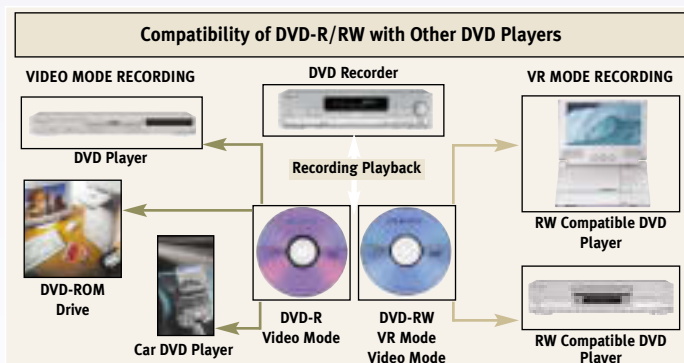 Compatibility of DVD-R/RW with Other DVD Players
VIDEO MODE RECORDING
DVD Recorder
VR MODE RECORDING
DVD Player
Recording Playback
RW Compatible DVD
Player
DVD-ROM
Drive
Car DVD Player
DVD-R
Video Mode
DVD-RW
VR Mode
Video Mode
RW Compatible DVD
Player